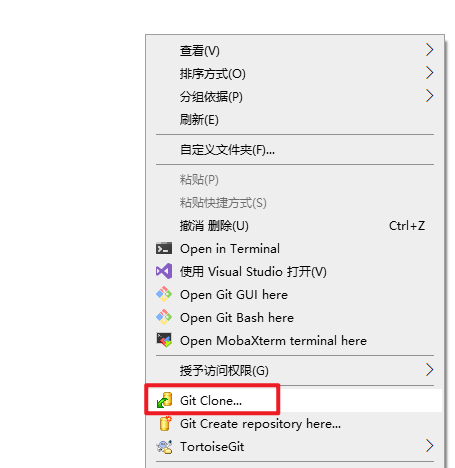 查看(V)
排序方式(O)
分组依据(P)
刷新(E)
自定义文件夹(F)...
粘贴(P)
粘贴快捷方式(S)
撤消 删除(U) Ctrl+Z
Open in Terminal
使用 Visual Studio 打开(V)
Open Git GUI here
Open Git Bash here
Open MobaXterm terminal here
授予访问权限(G)
Git Clone...
Git Create repository here...
TortoiseGit